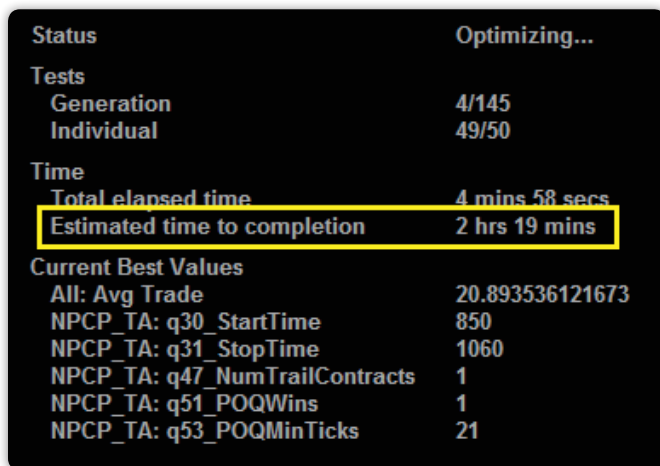 Status Optimizing...
Tests
Generation 4/145
Individual 49/50
Time
Total elapsed time 4 mins 58 secs
Estimated time to completion 2 hrs 19 mins
Current Best Values
All: Avg Trade 20.893536121673
NPCP_TA: q30_StartTime 850
NPCP_TA: q31_StopTime 1060
NPCP_TA: q47_NumTrailContracts 1
NPCP_TA: q51_POQWins 1
NPCP_TA: q53_POQMinTicks 21